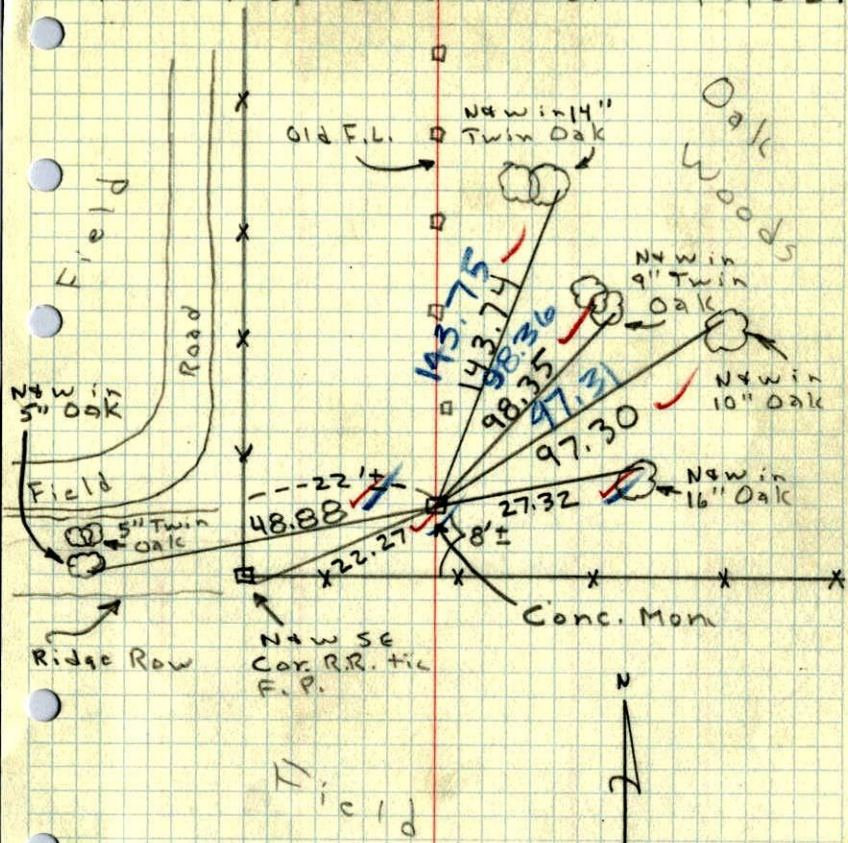 N&W in 14"
Twin Oak
Old F.L.
Oak
Woods
Field
Road
N&W in
9" Twin
Oak
143.75
143.74
98.36
98.35
97.31
97.30
N&W in
10" Oak
N&W in
5" Oak
Field
22'±
48.88
27.32
N&W in
16" Oak
5" Twin
Oak
22.27
8'±
Conc. Mon.
Ridge Row
N&W SE
Cor. R.R. tie
F.P.
N
Field